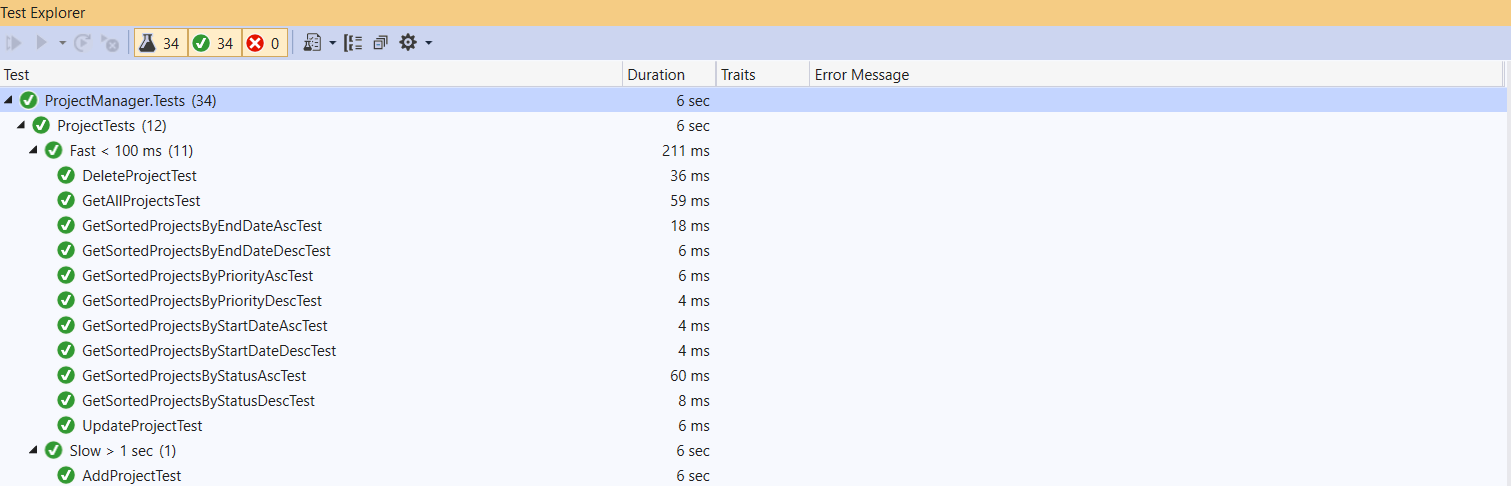 Test Explorer
34 34 0
Test Duration Traits Error Message
ProjectManager.Tests (34) 6 sec
ProjectTests (12) 6 sec
Fast < 100 ms (11) 211 ms
DeleteProjectTest 36 ms
GetAllProjectsTest 59 ms
GetSortedProjectsByEndDateAscTest 18 ms
GetSortedProjectsByEndDateDescTest 6 ms
GetSortedProjectsByPriorityAscTest 6 ms
GetSortedProjectsByPriorityDescTest 4 ms
GetSortedProjectsByStartDateAscTest 4 ms
GetSortedProjectsByStartDateDescTest 4 ms
GetSortedProjectsByStatusAscTest 60 ms
GetSortedProjectsByStatusDescTest 8 ms
UpdateProjectTest 6 ms
Slow > 1 sec (1) 6 sec
AddProjectTest 6 sec